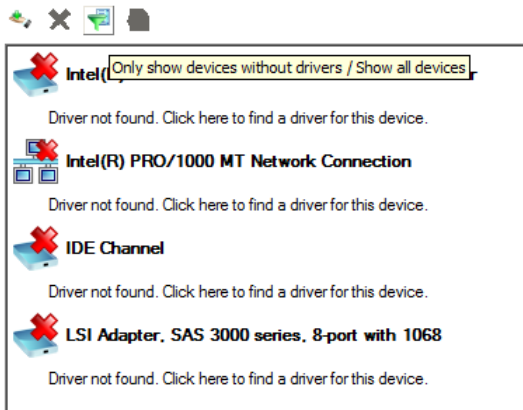 Only show devices without drivers / Show all devices
Intel( r
Driver not found. Click here to find a driver for this device.
Intel(R) PRO/1000 MT Network Connection
Driver not found. Click here to find a driver for this device.
IDE Channel
Driver not found. Click here to find a driver for this device.
LSI Adapter, SAS 3000 series, 8-port with 1068
Driver not found. Click here to find a driver for this device.